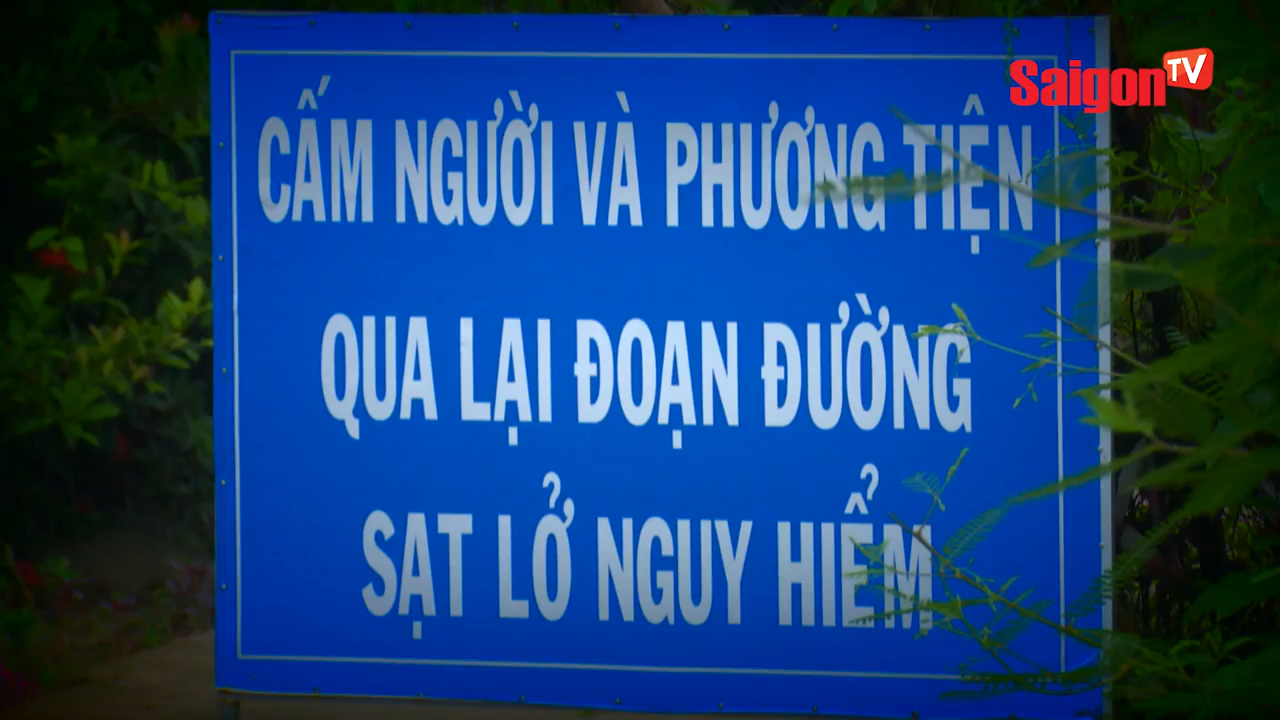 Saigon TV
CẤM NGƯỜI VÀ PHƯƠNG TIỆN
QUA LẠI ĐOẠN ĐƯỜNG
SẠT LỞ NGUY HIỂM